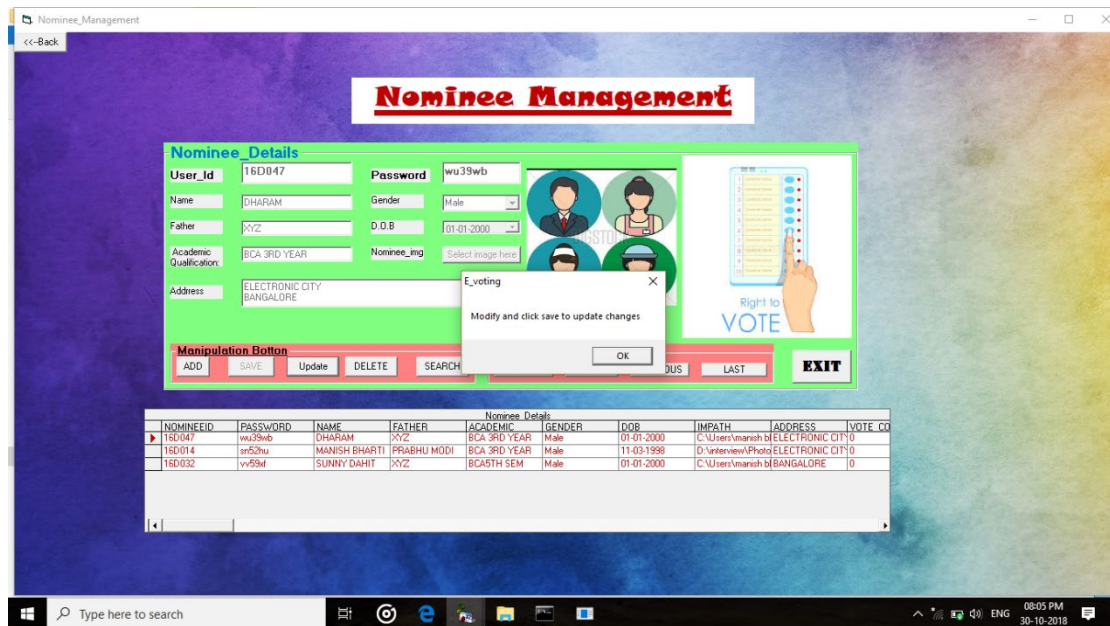 Nominee_Management
<<-Back
Nominee Management
Nominee_Details
User_Id 16D047 Password wu39wb
Name DHARAM Gender Male
Father XYZ D.O.B 01-01-2000
Academic Qualification: BCA 3RD YEAR Nominee_img Select image here
Address ELECTRONIC CITY
BANGALORE
Right to
VOTE
E_voting
Modify and click save to update changes
OK
Manipulation Botton
ADD SAVE Update DELETE SEARCH LAST EXIT
Nominee Details
NOMINEEID PASSWORD NAME FATHER ACADEMIC GENDER DOB IMPATH ADDRESS VOTE_CO
16D047 wu39wb DHARAM XYZ BCA 3RD YEAR Male 01-01-2000 C:\Users\manish bl ELECTRONIC CIT 0
16D014 sn52hu MANISH BHARTI PRABHU MODI BCA 3RD YEAR Male 11-03-1998 D:\interview\Photo ELECTRONIC CIT 0
16D032 vv59xf SUNNY DAHIT XYZ BCA5TH SEM Male 01-01-2000 C:\Users\manish bl BANGALORE 0
Type here to search
ENG
08:05 PM
30-10-2018